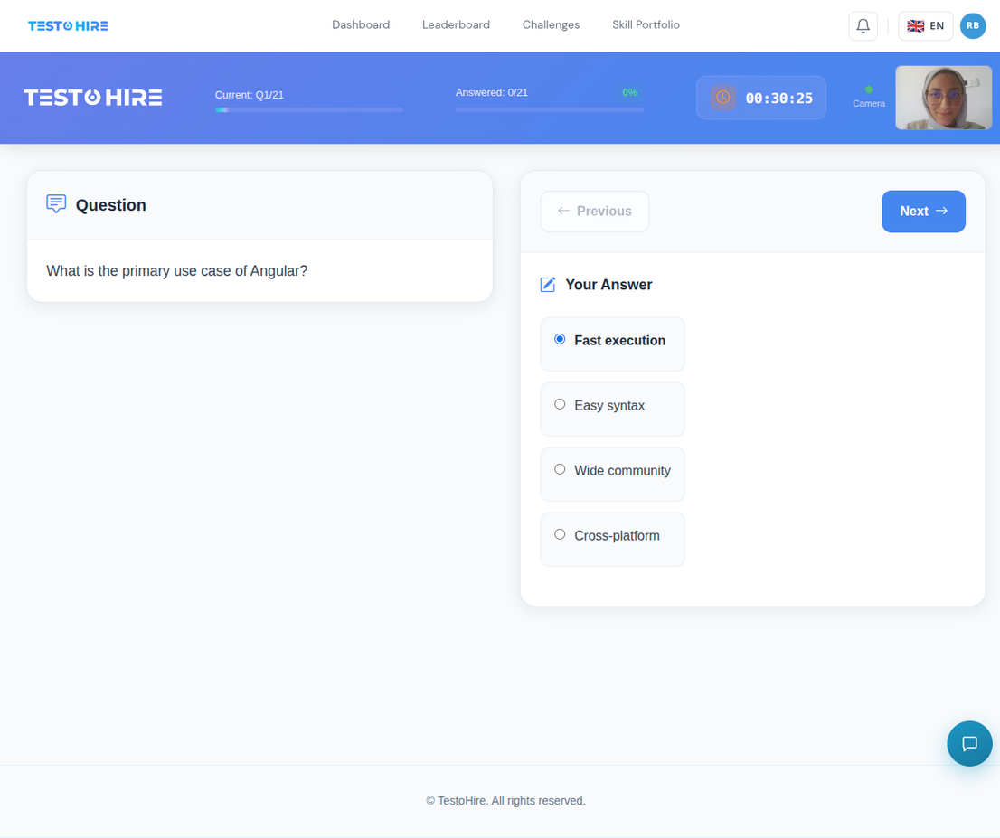 TESTOHIRE
Dashboard
Leaderboard
Challenges
Skill Portfolio
EN
RB
TESTOHIRE
Current: Q1/21
Answered: 0/21
0%
00:30:25
Camera
Question
What is the primary use case of Angular?
Previous
Next
Your Answer
Fast execution
Easy syntax
Wide community
Cross-platform
© TestoHire. All rights reserved.